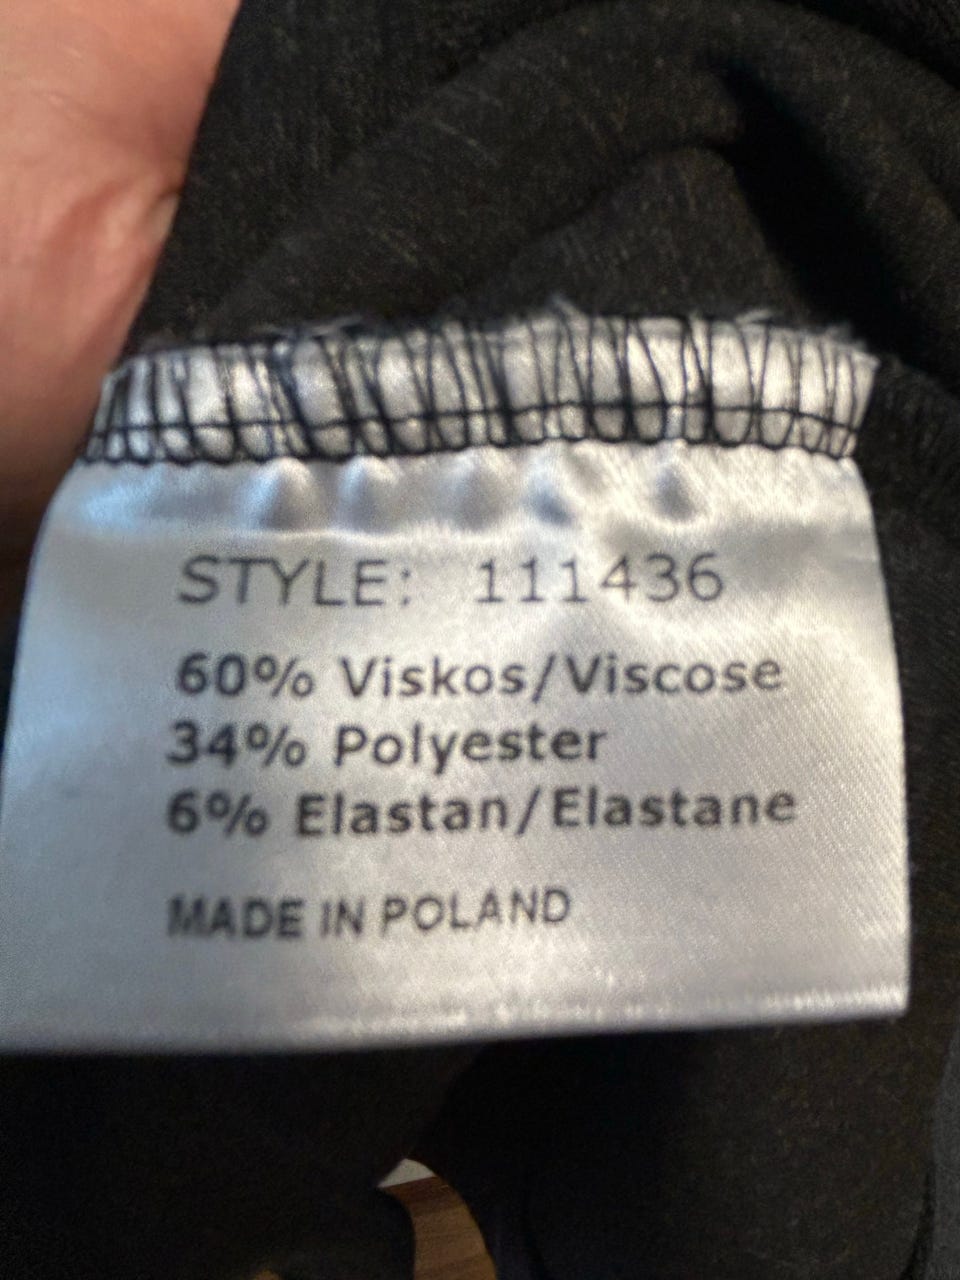 STYLE: 111436
60% Viskos/Viscose
34% Polyester
6% Elastan/Elastane
MADE IN POLAND